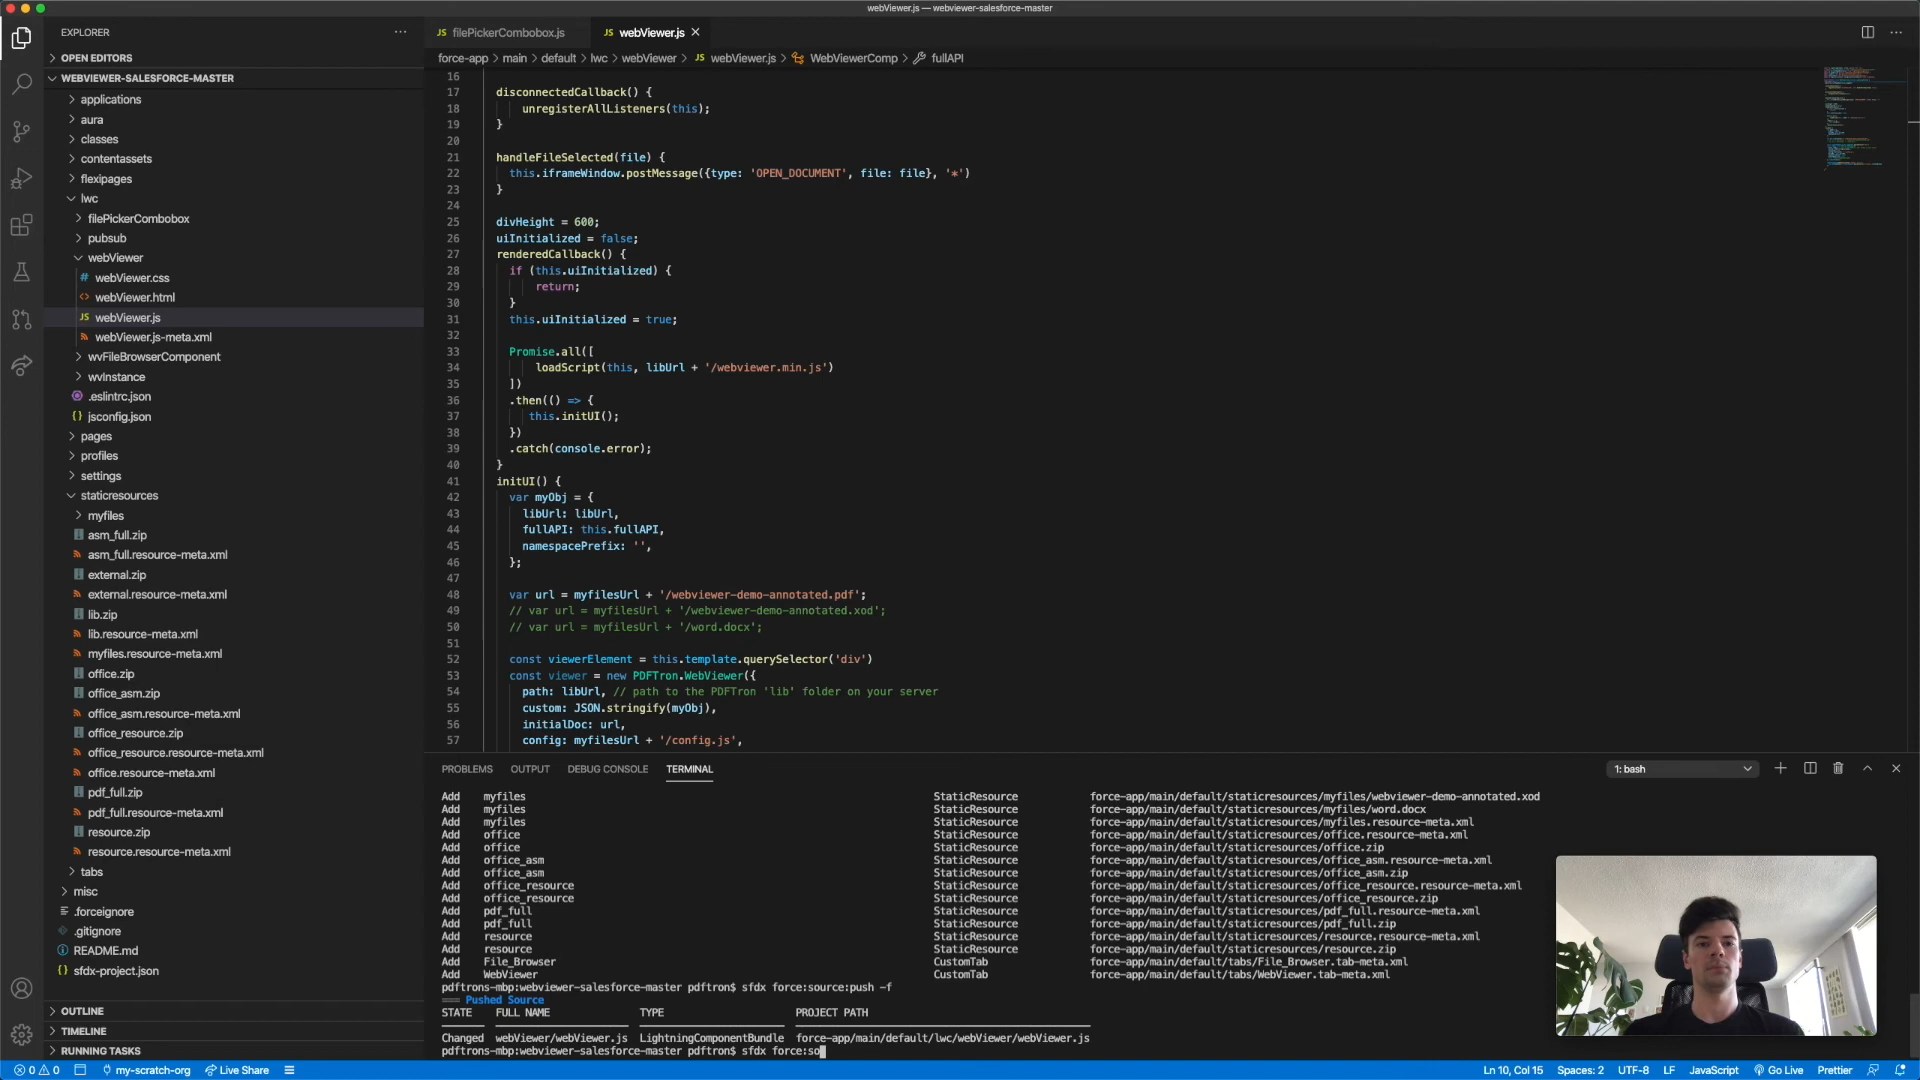 webViewer.js — webviewer-salesforce-master
EXPLORER
OPEN EDITORS
WEBVIEWER-SALESFORCE-MASTER
applications
aura
classes
contentassets
flexipages
lwc
filePickerCombobox
pubsub
webViewer
webViewer.css
webViewer.html
webViewer.js
webViewer.js-meta.xml
wvFileBrowserComponent
wvInstance
.eslintrc.json
jsconfig.json
pages
profiles
settings
staticresources
myfiles
asm_full.zip
asm_full.resource-meta.xml
external.zip
external.resource-meta.xml
lib.zip
lib.resource-meta.xml
myfiles.resource-meta.xml
office.zip
office_asm.zip
office_asm.resource-meta.xml
office_resource.zip
office_resource.resource-meta.xml
office.resource-meta.xml
pdf_full.zip
pdf_full.resource-meta.xml
resource.zip
resource.resource-meta.xml
tabs
misc
.forceignore
.gitignore
README.md
sfdx-project.json
OUTLINE
TIMELINE
RUNNING TASKS
JS filePickerCombobox.js
JS webViewer.js
force-app > main > default > lwc > webViewer > JS webViewer.js > WebViewerComp > fullAPI
16
17 disconnectedCallback() {
18 unregisterAllListeners(this);
19 }
20
21 handleFileSelected(file) {
22 this.iframeWindow.postMessage({type: 'OPEN_DOCUMENT', file: file}, '*')
23 }
24
25 divHeight = 600;
26 uiInitialized = false;
27 renderedCallback() {
28 if (this.uiInitialized) {
29 return;
30 }
31 this.uiInitialized = true;
32
33 Promise.all([
34 loadScript(this, libUrl + '/webviewer.min.js')
35 ])
36 .then(() => {
37 this.initUI();
38 })
39 .catch(console.error);
40 }
41 initUI() {
42 var myObj = {
43 libUrl: libUrl,
44 fullAPI: this.fullAPI,
45 namespacePrefix: '',
46 };
47
48 var url = myfilesUrl + '/webviewer-demo-annotated.pdf';
49 // var url = myfilesUrl + '/webviewer-demo-annotated.xod';
50 // var url = myfilesUrl + '/word.docx';
51
52 const viewerElement = this.template.querySelector('div')
53 const viewer = new PDFTron.WebViewer({
54 path: libUrl, // path to the PDFTron 'lib' folder on your server
55 custom: JSON.stringify(myObj),
56 initialDoc: url,
57 config: myfilesUrl + '/config.js',
PROBLEMS OUTPUT DEBUG CONSOLE TERMINAL 1: bash
Add myfiles StaticResource force-app/main/default/staticresources/myfiles/webviewer-demo-annotated.xod
Add myfiles StaticResource force-app/main/default/staticresources/myfiles/word.docx
Add myfiles StaticResource force-app/main/default/staticresources/myfiles.resource-meta.xml
Add office StaticResource force-app/main/default/staticresources/office.resource-meta.xml
Add office StaticResource force-app/main/default/staticresources/office.zip
Add office_asm StaticResource force-app/main/default/staticresources/office_asm.resource-meta.xml
Add office_asm StaticResource force-app/main/default/staticresources/office_asm.zip
Add office_resource StaticResource force-app/main/default/staticresources/office_resource.resource-meta.xml
Add office_resource StaticResource force-app/main/default/staticresources/office_resource.zip
Add pdf_full StaticResource force-app/main/default/staticresources/pdf_full.resource-meta.xml
Add pdf_full StaticResource force-app/main/default/staticresources/pdf_full.zip
Add resource StaticResource force-app/main/default/staticresources/resource.resource-meta.xml
Add resource StaticResource force-app/main/default/staticresources/resource.zip
Add File_Browser CustomTab force-app/main/default/tabs/File_Browser.tab-meta.xml
Add WebViewer CustomTab force-app/main/default/tabs/WebViewer.tab-meta.xml
pdftrons-mbp:webviewer-salesforce-master pdftron$ sfdx force:source:push -f
=== Pushed Source
STATE FULL NAME TYPE PROJECT PATH
Changed webViewer/webViewer.js LightningComponentBundle force-app/main/default/lwc/webViewer/webViewer.js
pdftrons-mbp:webviewer-salesforce-master pdftron$ sfdx force:so
0 0 my-scratch-org Live Share Ln 10, Col 15 Spaces: 2 UTF-8 LF JavaScript Go Live Prettier